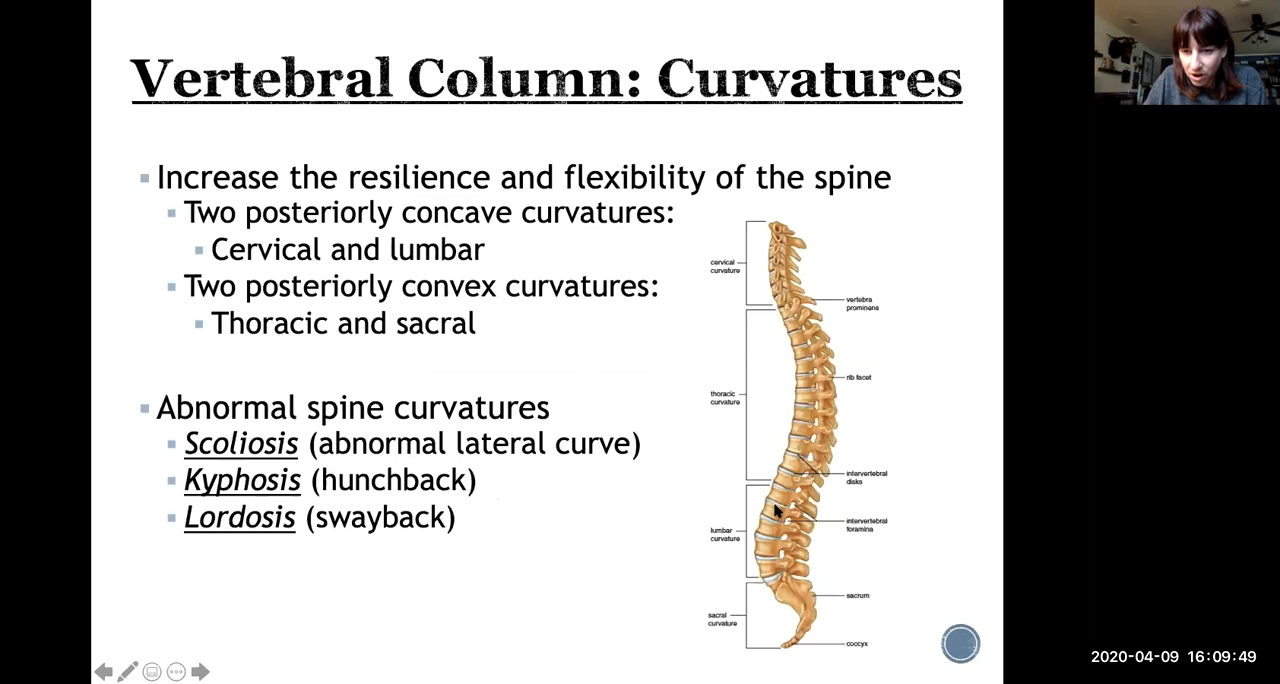 Vertebral Column: Curvatures
Increase the resilience and flexibility of the spine
Two posteriorly concave curvatures:
Cervical and lumbar
Two posteriorly convex curvatures:
Thoracic and sacral
Abnormal spine curvatures
Scoliosis (abnormal lateral curve)
Kyphosis (hunchback)
Lordosis (swayback)
cervical
curvature
vertebra
prominens
rib facet
thoracic
curvature
intervertebral
disks
intervertebral
foramina
lumbar
curvature
sacrum
sacral
curvature
coccyx
2020-04-09 16:09:49